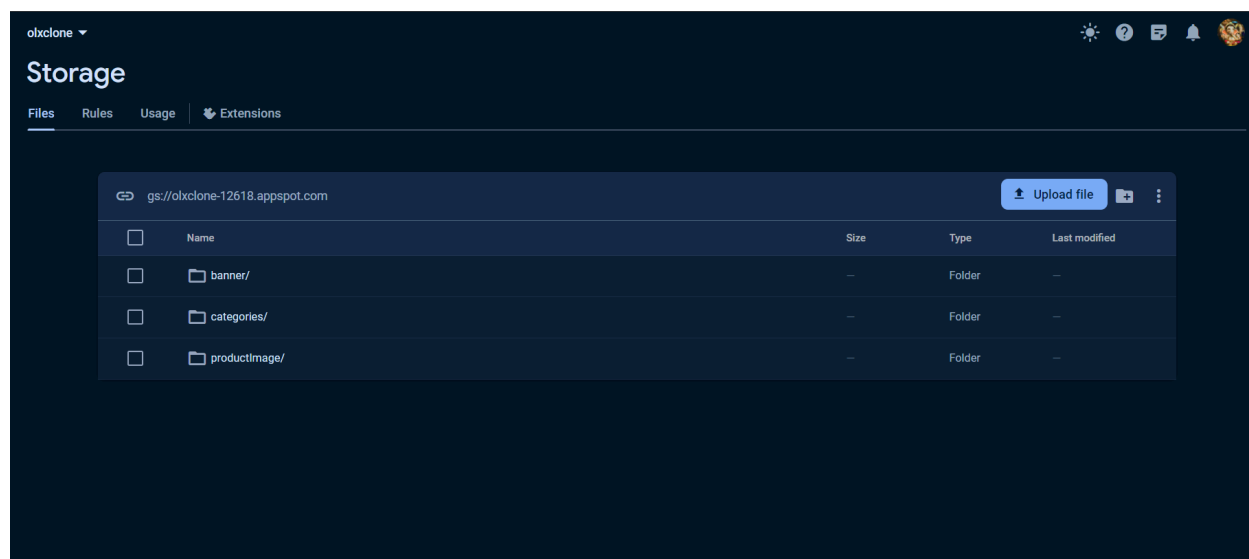 olxclone
Storage
Files Rules Usage Extensions
gs://olxclone-12618.appspot.com Upload file
Name Size Type Last modified
banner/ — Folder —
categories/ — Folder —
productImage/ — Folder —